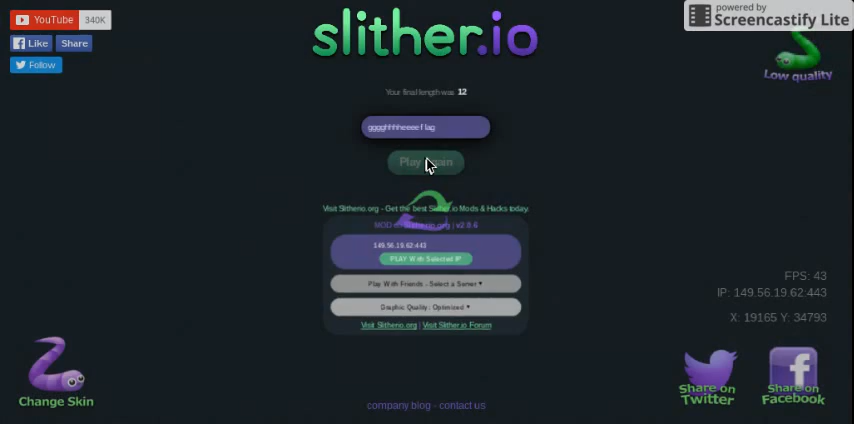 YouTube 340K
Like Share
Follow
slither.io
powered by
Screencastify Lite
Low quality
Your final length was 12
Play Again
Visit Slitherio.org - Get the best Slither.io Mods & Hacks today.
v2.0.6
149.56.19.62:443
PLAY With Selected IP
Play With Friends - Select a Server
Graphic Quality: Optimized
Visit Slitherio.org | Visit Slither.io Forum
FPS: 43
IP: 149.56.19.62:443
X: 19165 Y: 34793
Change Skin
Share on
Twitter
Share on
Facebook
company blog - contact us